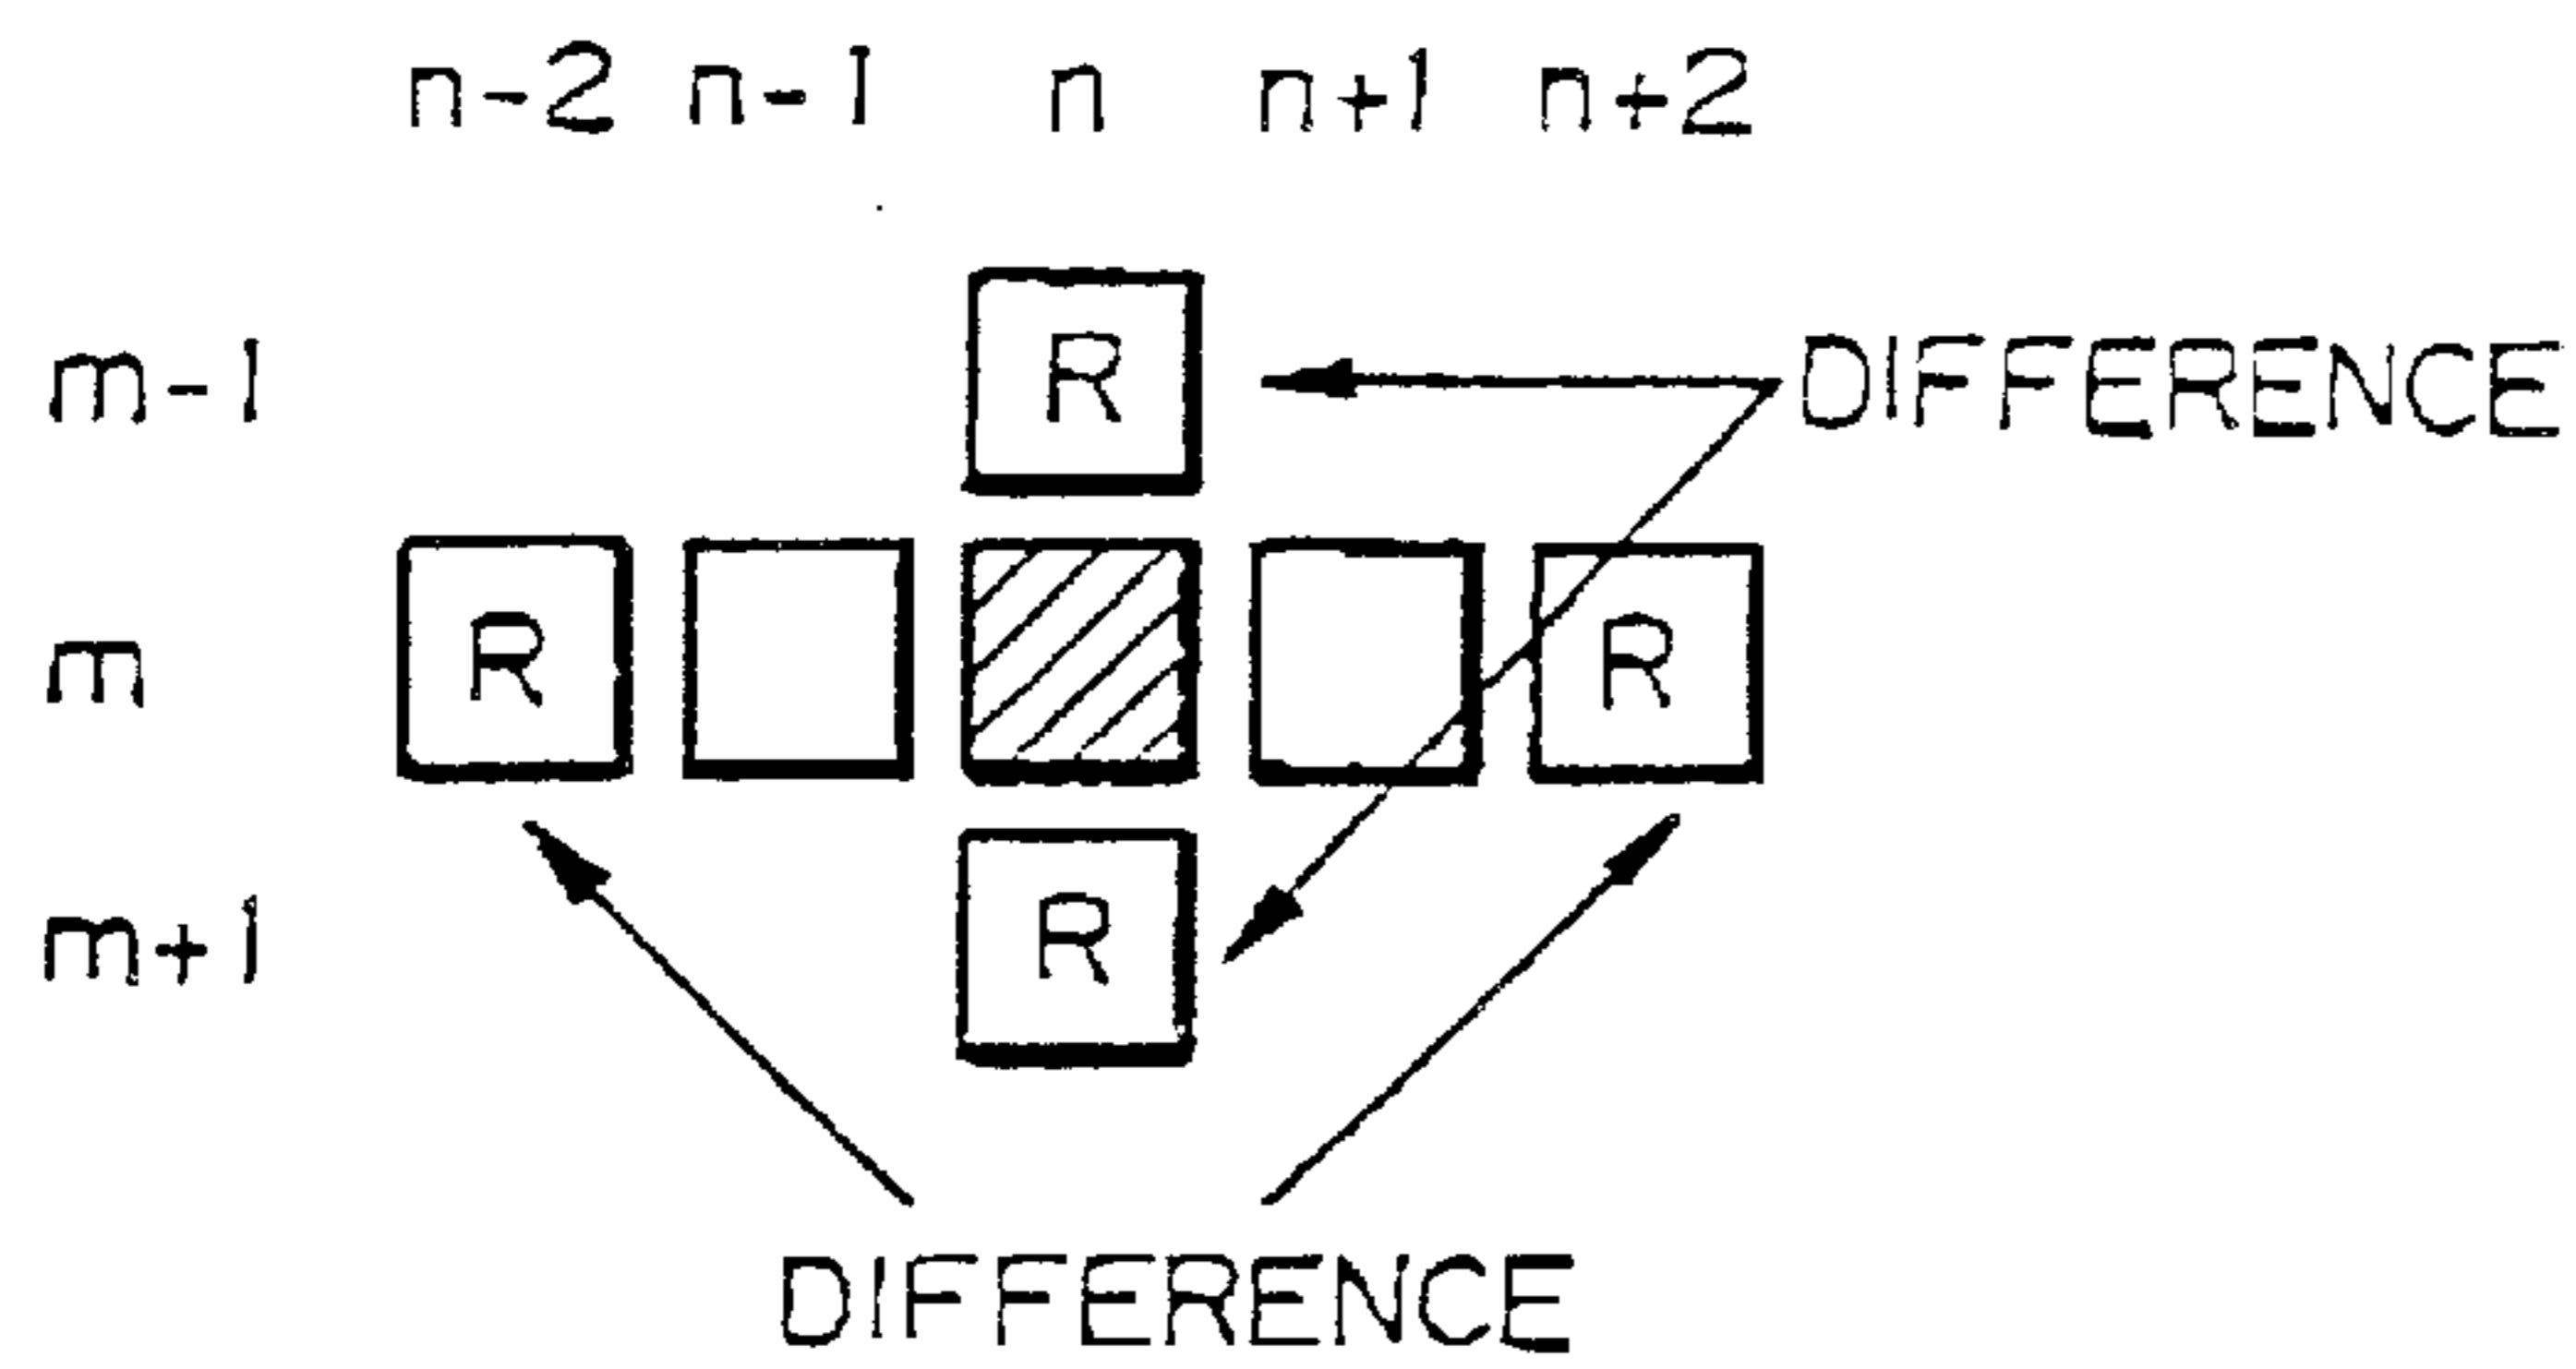 n-2 n-1 n n+1 n+2
m-1 R DIFFERENCE
m R R
m+1 R
DIFFERENCE